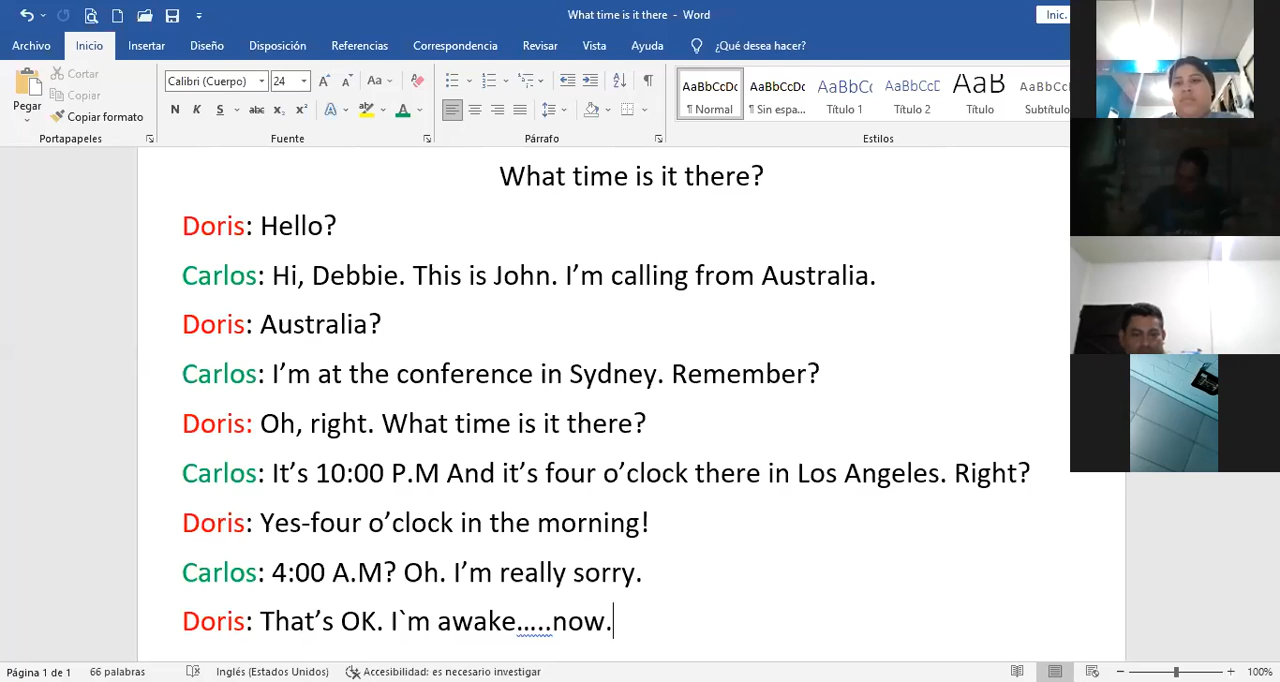 What time is it there - Word
Inic.
Archivo Inicio Insertar Diseño Disposición Referencias Correspondencia Revisar Vista Ayuda ¿Qué desea hacer?
Pegar
Cortar
Copiar
Copiar formato
Portapapeles
Calibri (Cuerpo) 24
N K S abc x₂ x²
Fuente
Párrafo
AaBbCcDc AaBbCcDc AaBbCc AaBbCcE AaB AaBbCcC
¶ Normal ¶ Sin espa... Título 1 Título 2 Título Subtítulo
Estilos
What time is it there?
Doris: Hello?
Carlos: Hi, Debbie. This is John. I’m calling from Australia.
Doris: Australia?
Carlos: I’m at the conference in Sydney. Remember?
Doris: Oh, right. What time is it there?
Carlos: It’s 10:00 P.M And it’s four o’clock there in Los Angeles. Right?
Doris: Yes-four o’clock in the morning!
Carlos: 4:00 A.M? Oh. I’m really sorry.
Doris: That’s OK. I`m awake…..now.
Página 1 de 1 66 palabras Inglés (Estados Unidos) Accesibilidad: es necesario investigar 100%